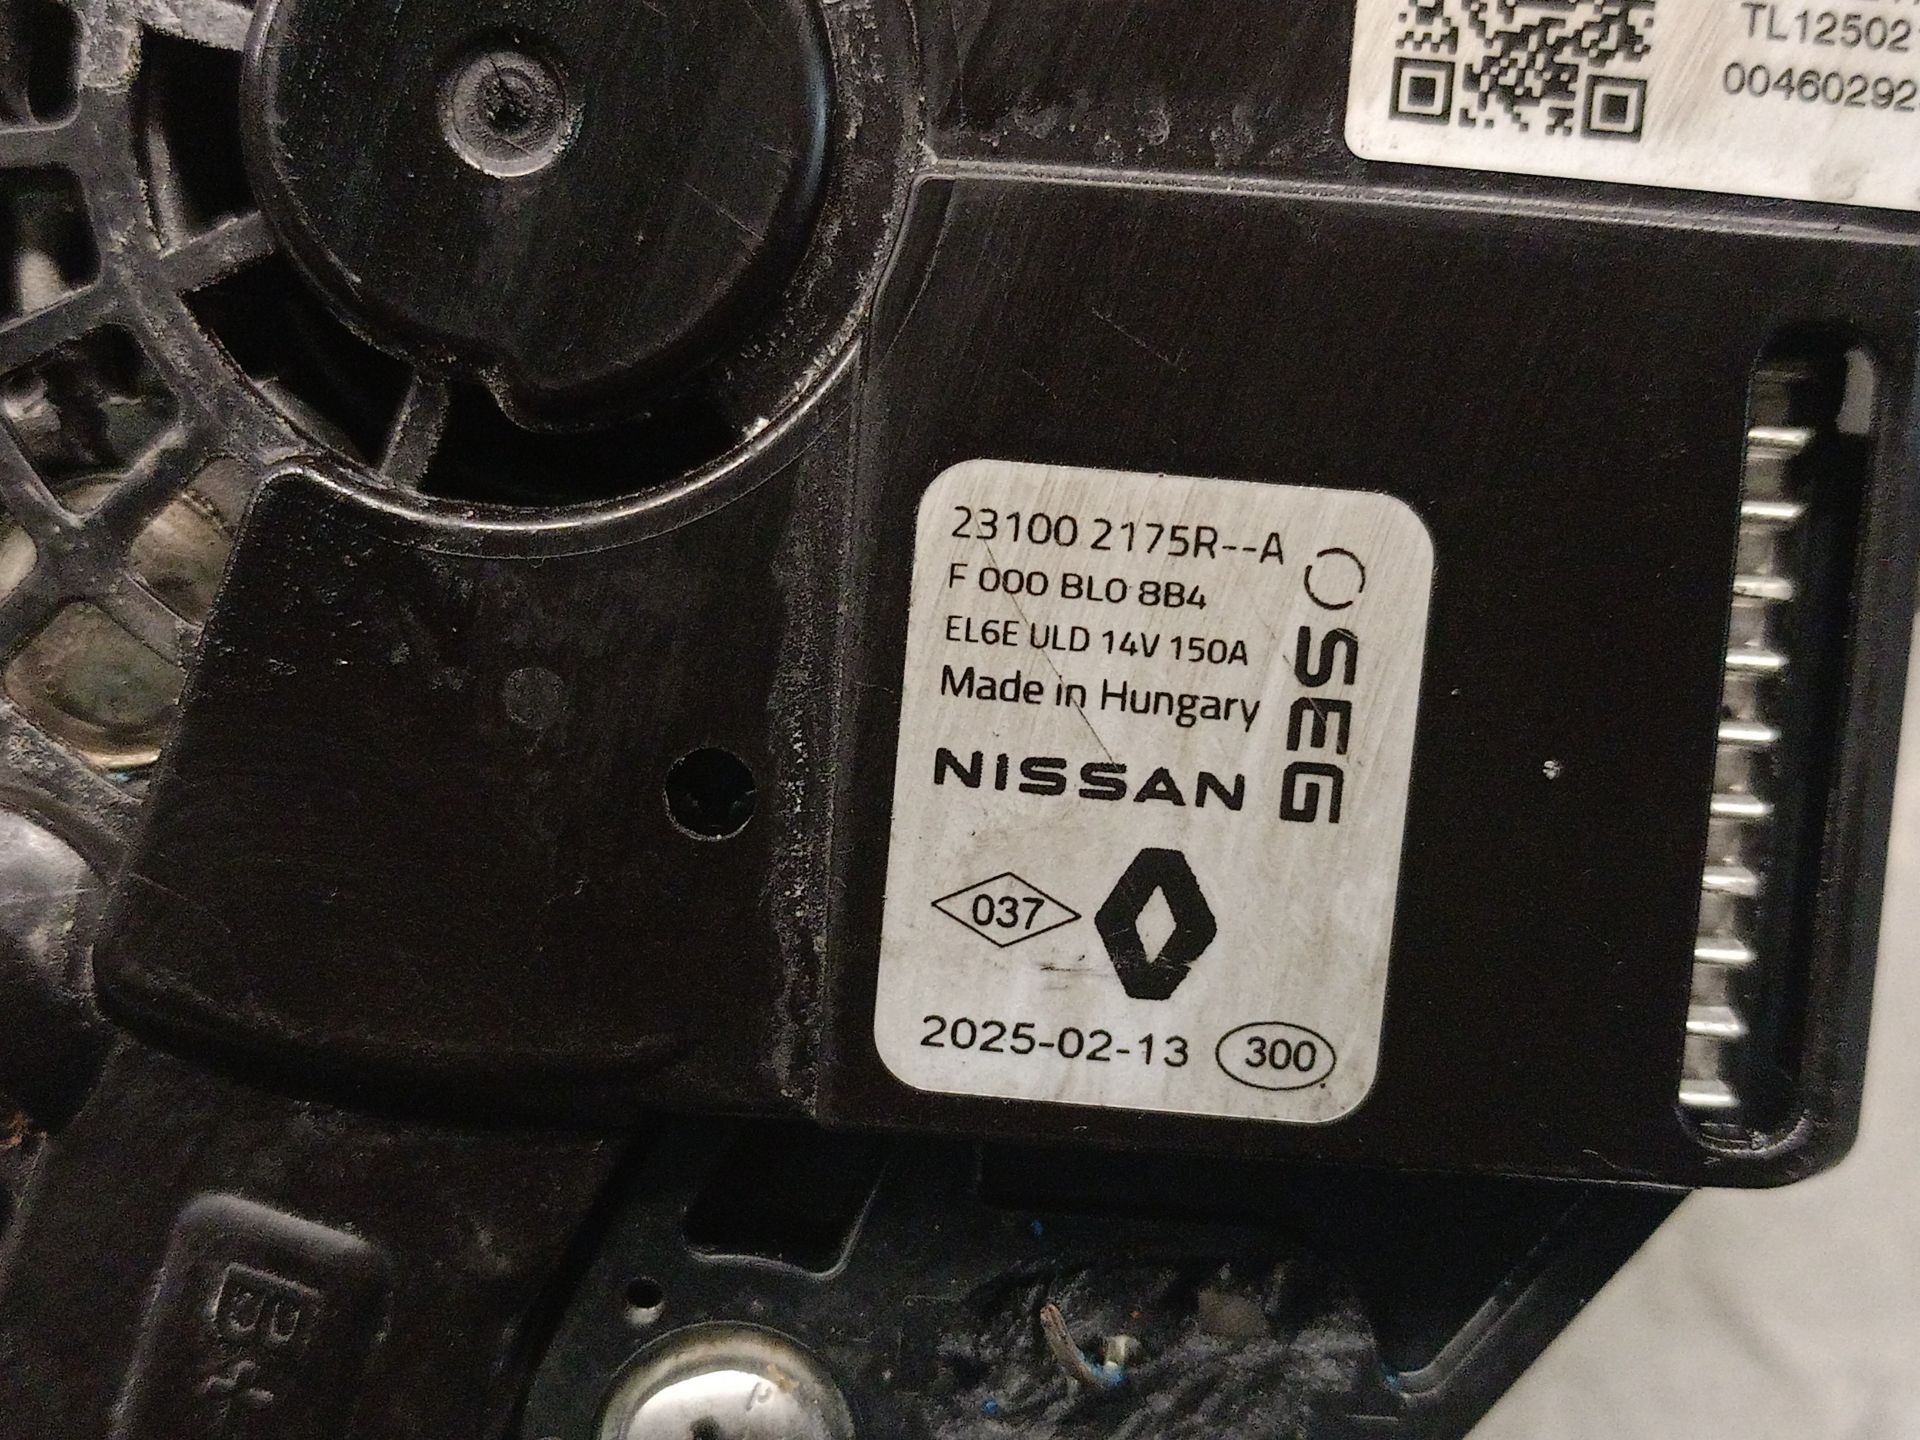 TL12502
00460292
23100 2175R--A
F 000 BL0 8B4
EL6E ULD 14V 150A
Made in Hungary
SEG
NISSAN
037
2025-02-13 300
B+